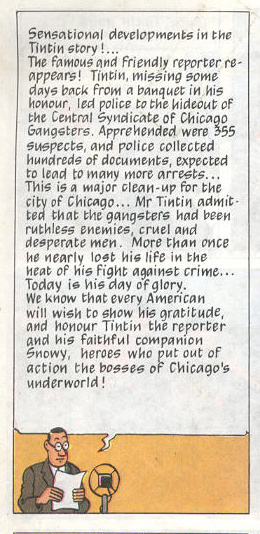 Sensational developments in the
Tintin story!...
The famous and friendly reporter re-
appears! Tintin, missing some
days back from a banquet in his
honour, led police to the hideout of
the Central Syndicate of Chicago
Gangsters. Apprehended were 355
suspects, and police collected
hundreds of documents, expected
to lead to many more arrests...
This is a major clean-up for the
city of Chicago... Mr Tintin admit-
ted that the gangsters had been
ruthless enemies, cruel and
desperate men. More than once
he nearly lost his life in the
heat of his fight against crime...
Today is his day of glory.
We know that every American
will wish to show his gratitude,
and honour Tintin the reporter
and his faithful companion
Snowy, heroes who put out of
action the bosses of Chicago's
underworld!